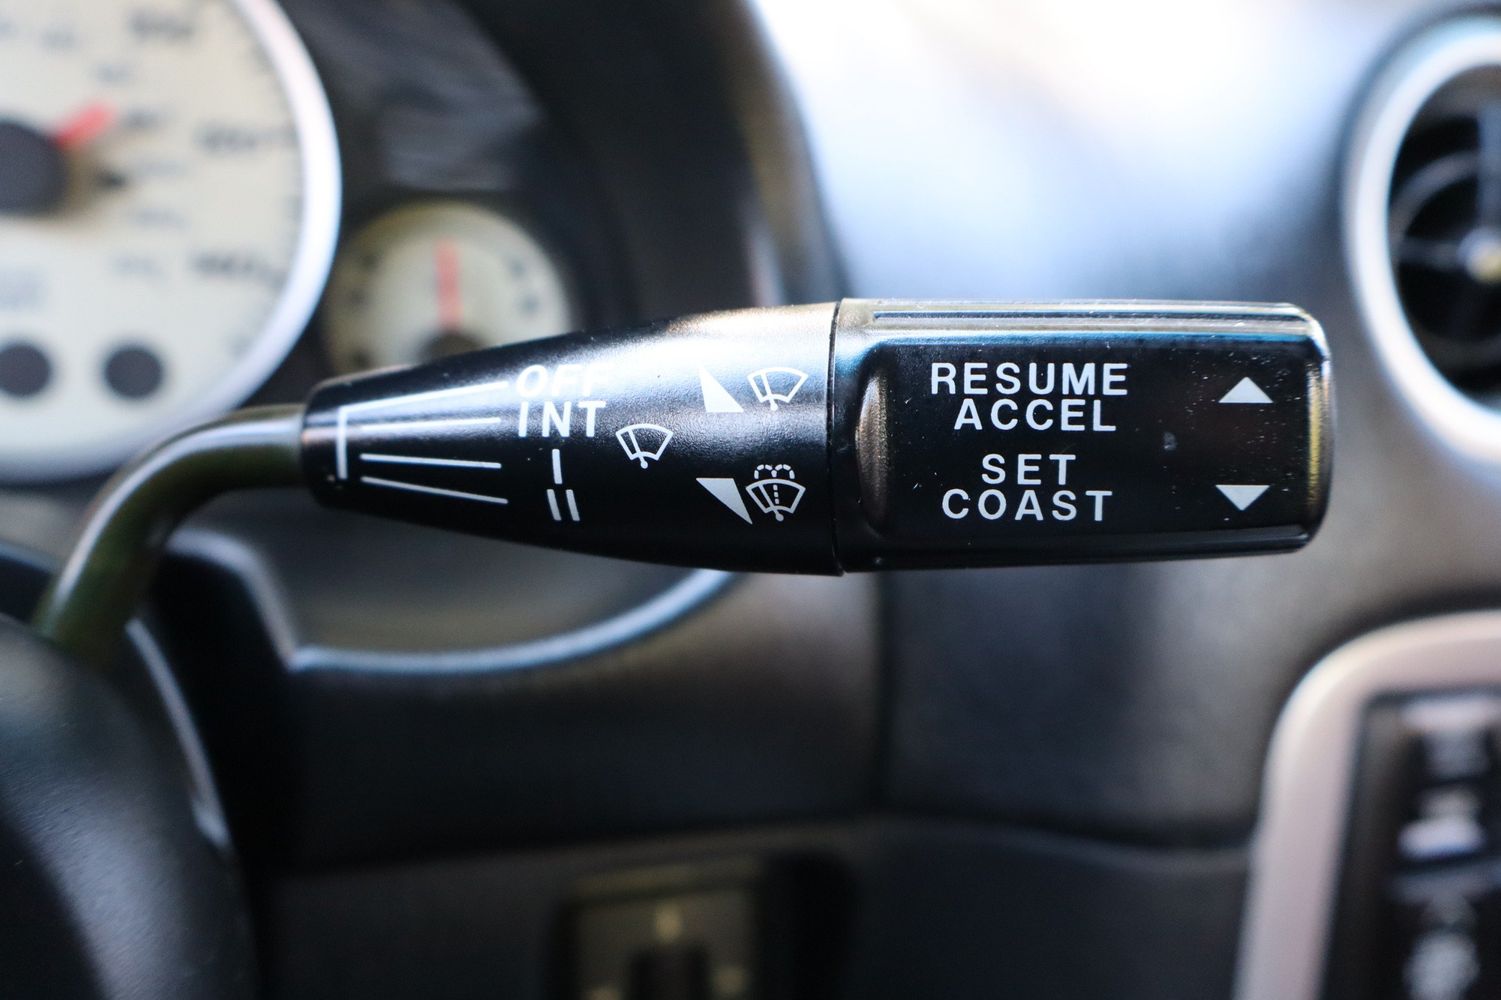 OFF
INT
I
II
RESUME
ACCEL
SET
COAST